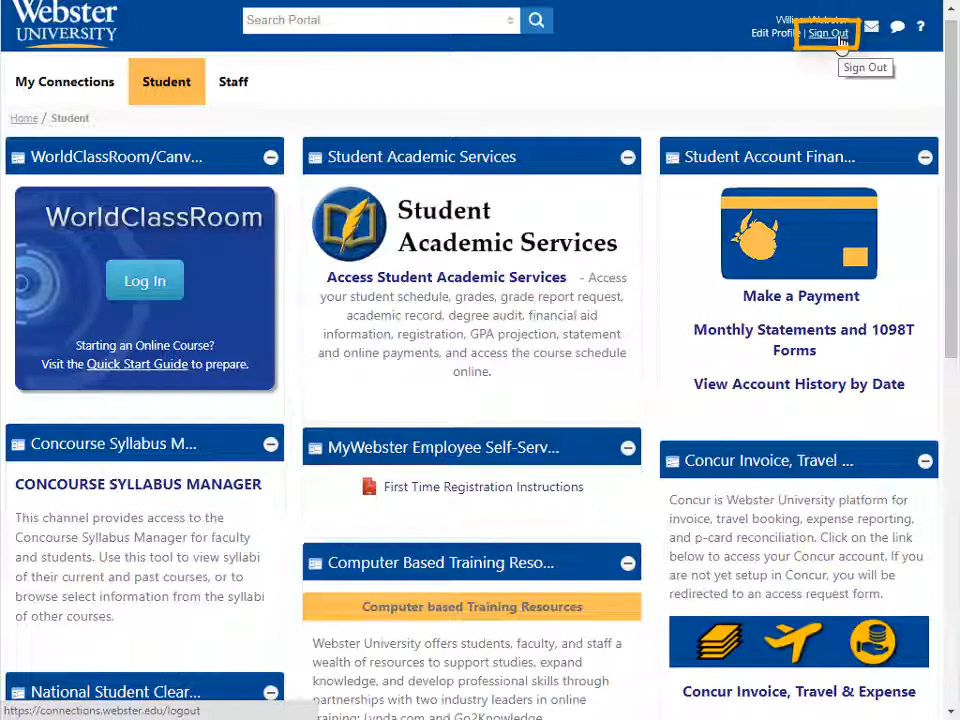 Webster
UNIVERSITY
Search Portal...
Edit Profile | Sign Out
?
Sign Out
My Connections
Student
Staff
Home / Student
WorldClassRoom/Canv...
WorldClassRoom
Log In
Starting an Online Course?
Visit the Quick Start Guide to prepare.
Concourse Syllabus M...
CONCOURSE SYLLABUS MANAGER
This channel provides access to the
Concourse Syllabus Manager for faculty
and students. Use this tool to view syllabi
of their current and past courses, or to
browse select information from the syllabi
of other courses.
National Student Clear...
https://connections.webster.edu/logout
Student Academic Services
Student
Academic Services
Access Student Academic Services - Access
your student schedule, grades, grade report request,
academic record, degree audit, financial aid
information, registration, GPA projection, statement
and online payments, and access the course schedule
online.
MyWebster Employee Self-Serv...
First Time Registration Instructions
Computer Based Training Reso...
Computer based Training Resources
Webster University offers students, faculty, and staff a
wealth of resources to support studies, expand
knowledge, and develop professional skills through
partnerships with two industry leaders in online
training: Lynda.com and Go2Knowledge.
Student Account Finan...
Make a Payment
Monthly Statements and 1098T
Forms
View Account History by Date
Concur Invoice, Travel ...
Concur is Webster University platform for
invoice, travel booking, expense reporting,
and p-card reconciliation. Click on the link
below to access your Concur account. If you
are not yet setup in Concur, you will be
redirected to an access request form.
Concur Invoice, Travel & Expense